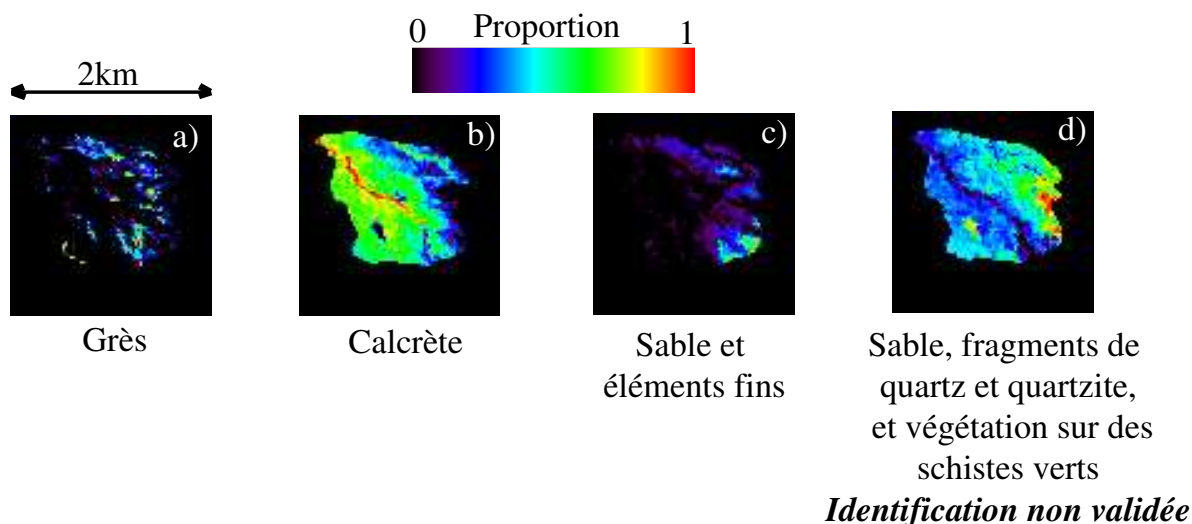 0 Proportion 1
2km
a)
b)
c)
d)
Grès
Calcrète
Sable et
éléments fins
Sable, fragments de
quartz et quartzite,
et végétation sur des
schistes verts
Identification non validée